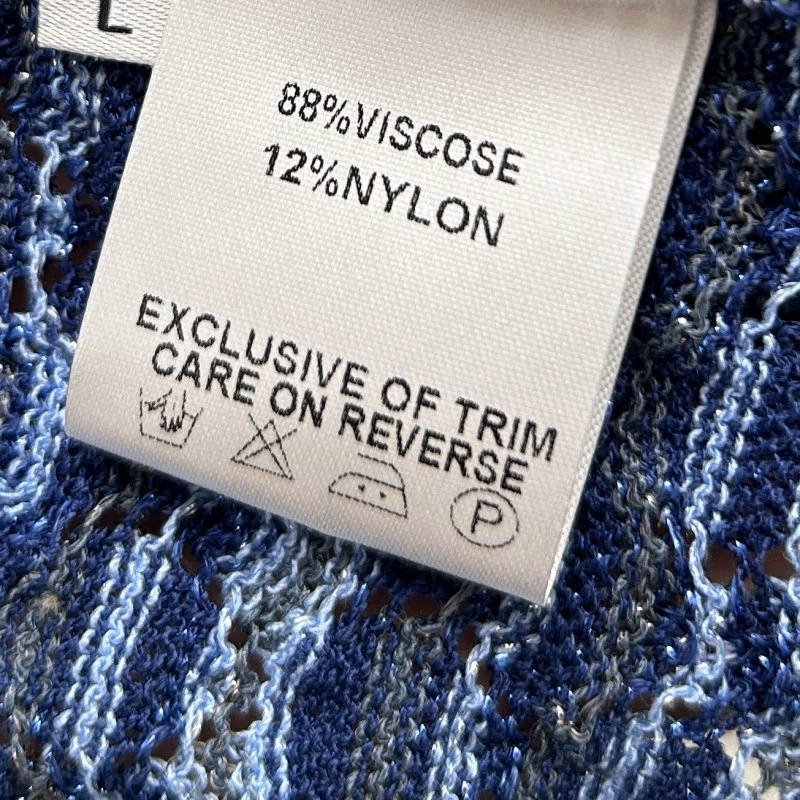 L
88%VISCOSE
12%NYLON
EXCLUSIVE OF TRIM
CARE ON REVERSE
P